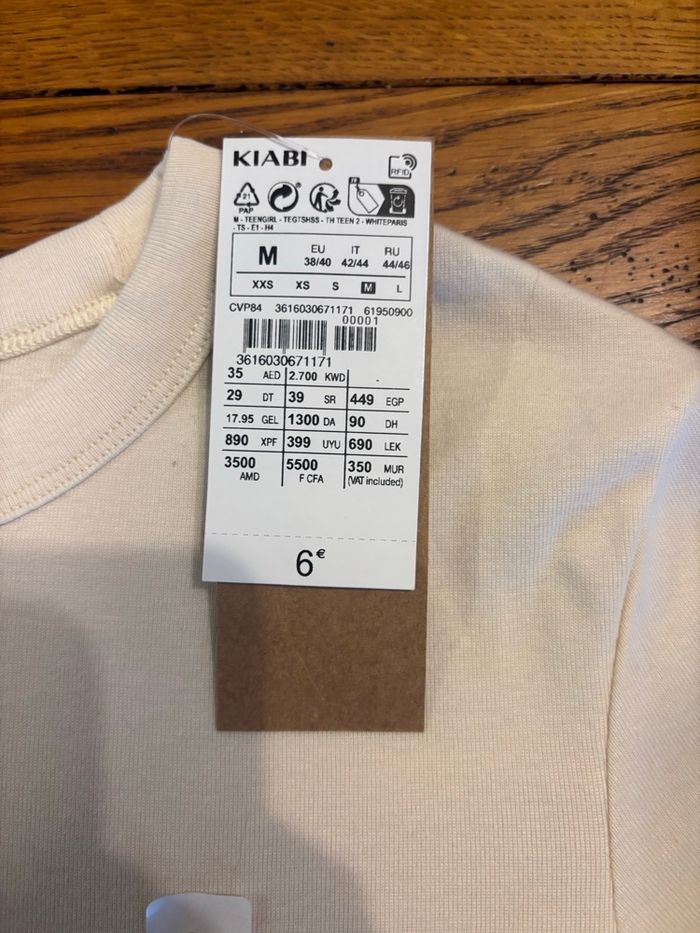 KIABI
RFID
21
PAP
M - TEENGIRL - TEGTSHSS - TH TEEN 2 - WHITEPARIS
- TS - E1 - H4
M EU IT RU
38/40 42/44 44/46
XXS XS S M L
CVP84 3616030671171 61950900
00001
3616030671171
35 AED 2.700 KWD -
29 DT 39 SR 449 EGP
17.95 GEL 1300 DA 90 DH
890 XPF 399 UYU 690 LEK
3500 5500 350 MUR
AMD F CFA (VAT included)
6€